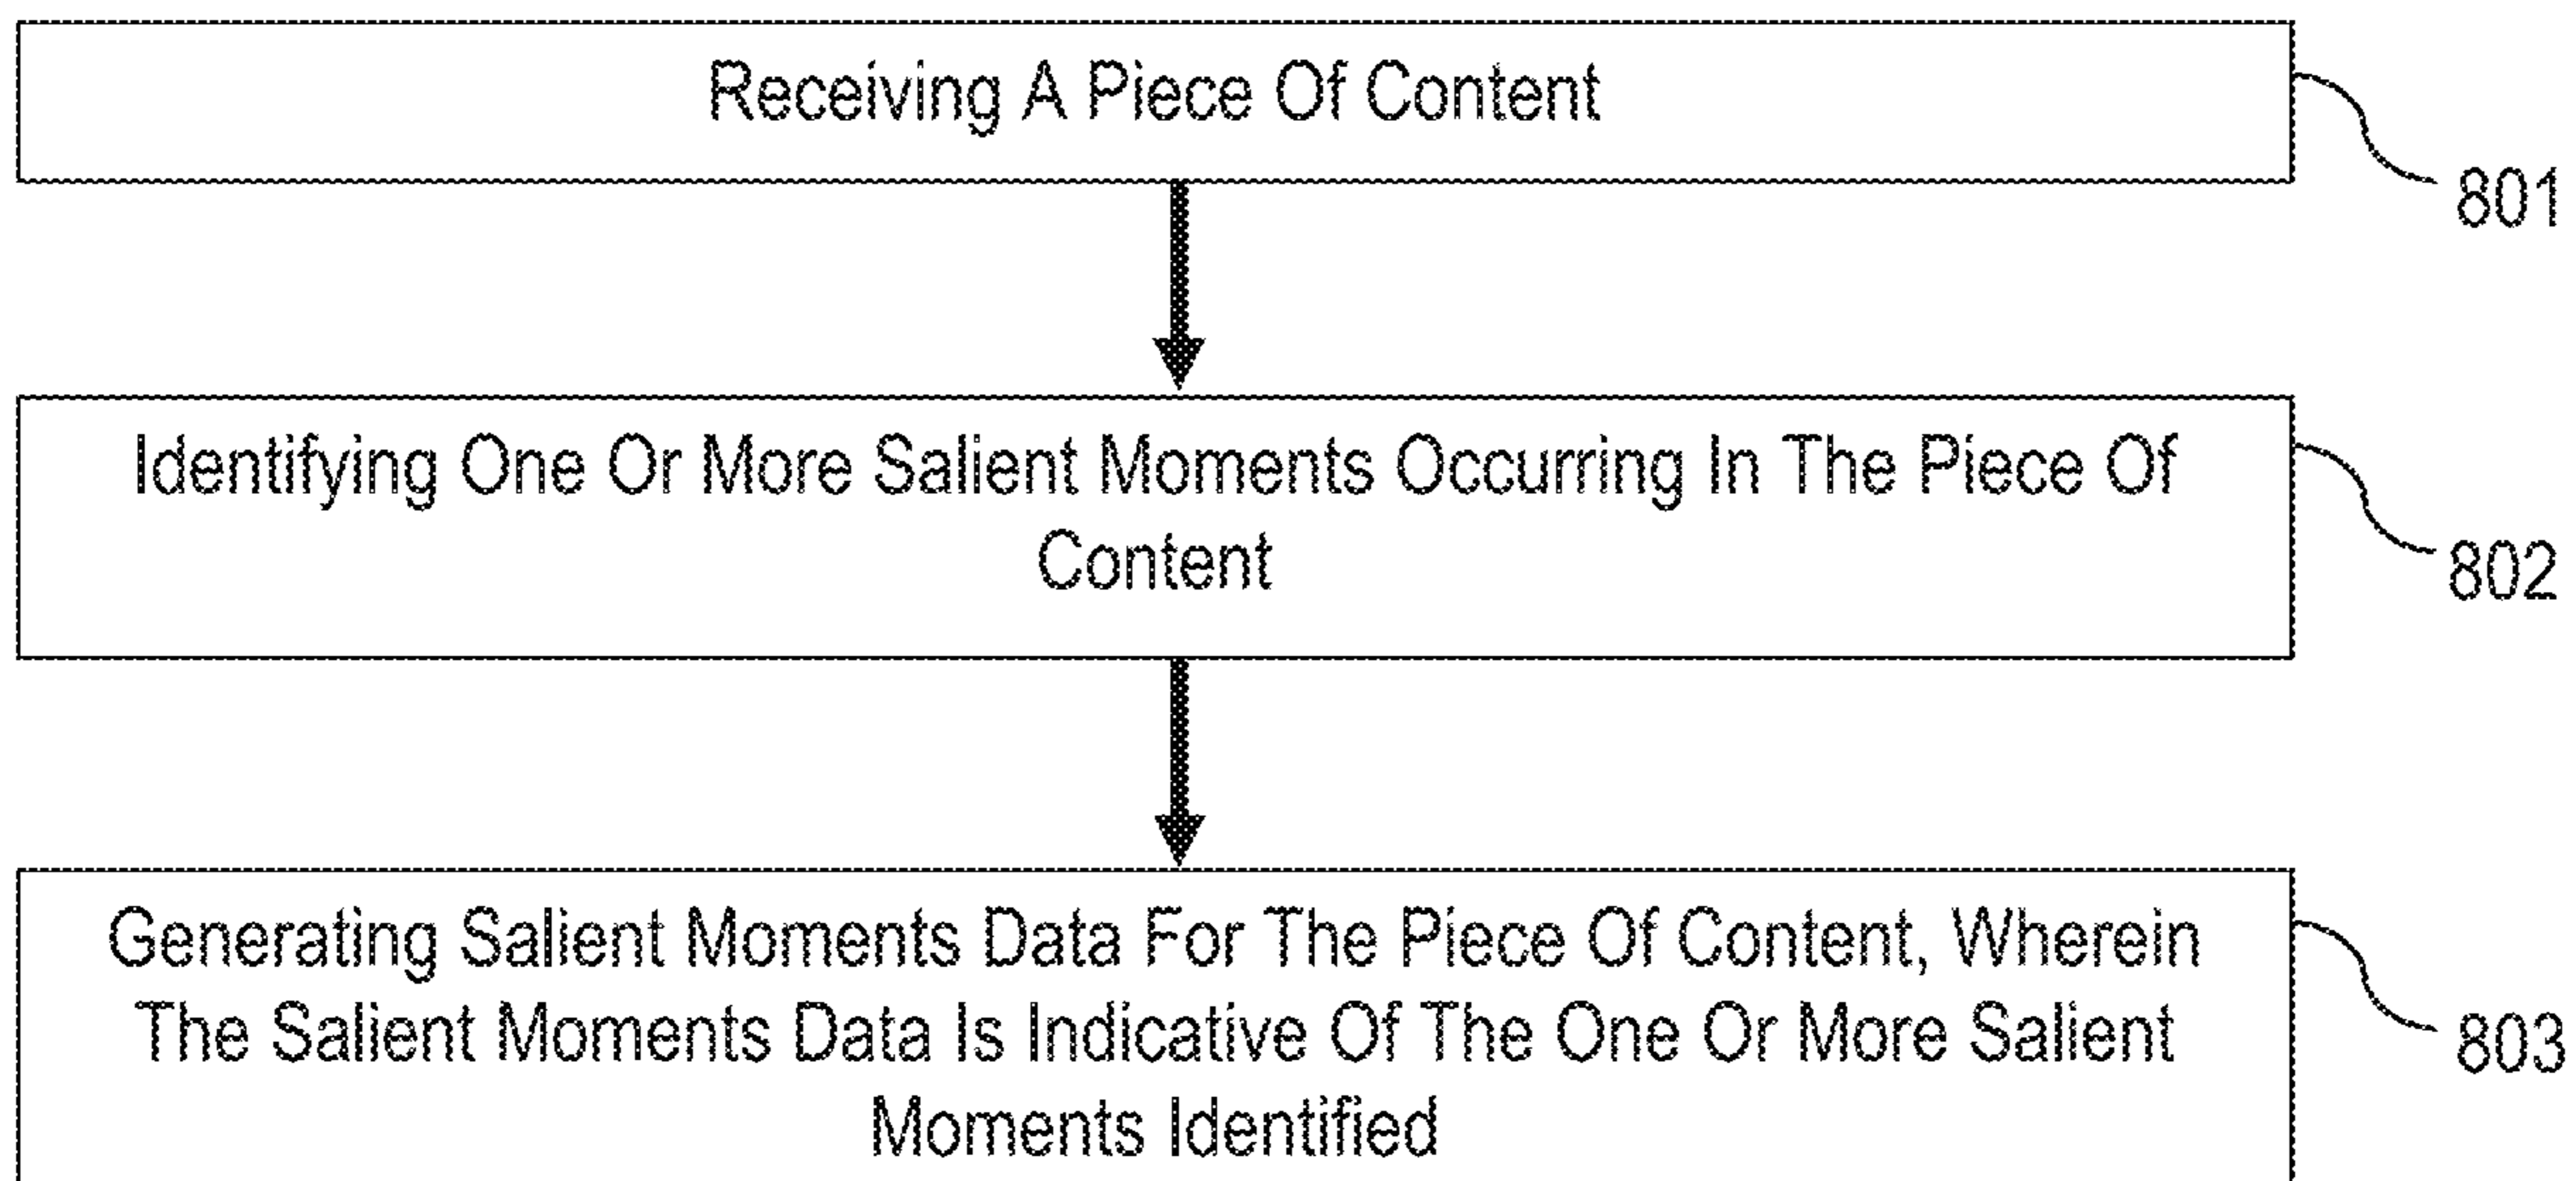 Receiving A Piece Of Content
801
Identifying One Or More Salient Moments Occurring In The Piece Of
Content
802
Generating Salient Moments Data For The Piece Of Content, Wherein
The Salient Moments Data Is Indicative Of The One Or More Salient
Moments Identified
803